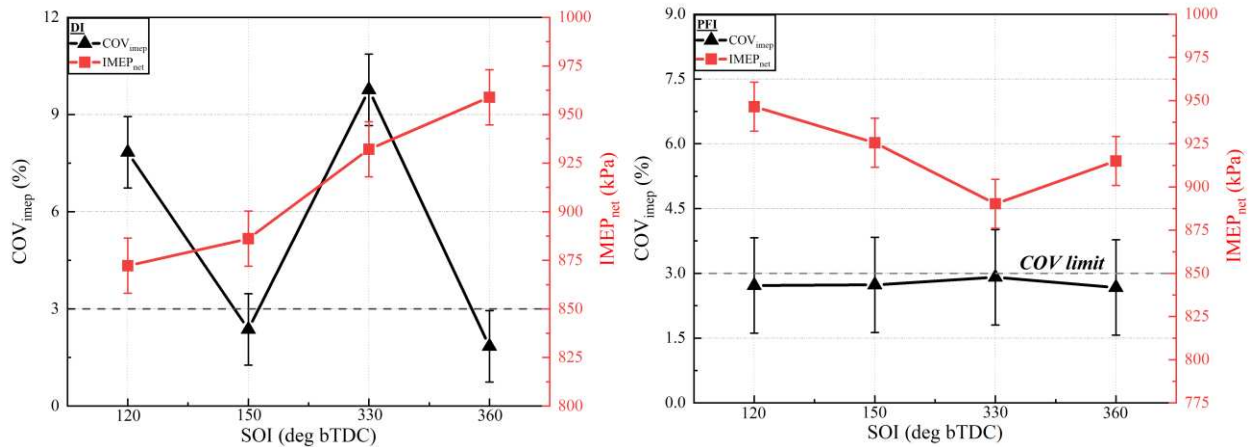 DI
COVimep
IMEPnet
12
9
6
3
0
COVimep (%)
1000
975
950
925
900
875
850
825
800
IMEPnet (kPa)
120 150 330 360
SOI (deg bTDC)
PFI
COVimep
IMEPnet
9.0
7.5
6.0
4.5
3.0
1.5
0.0
COVimep (%)
COV limit
1000
975
950
925
900
875
850
825
800
775
IMEPnet (kPa)
120 150 330 360
SOI (deg bTDC)